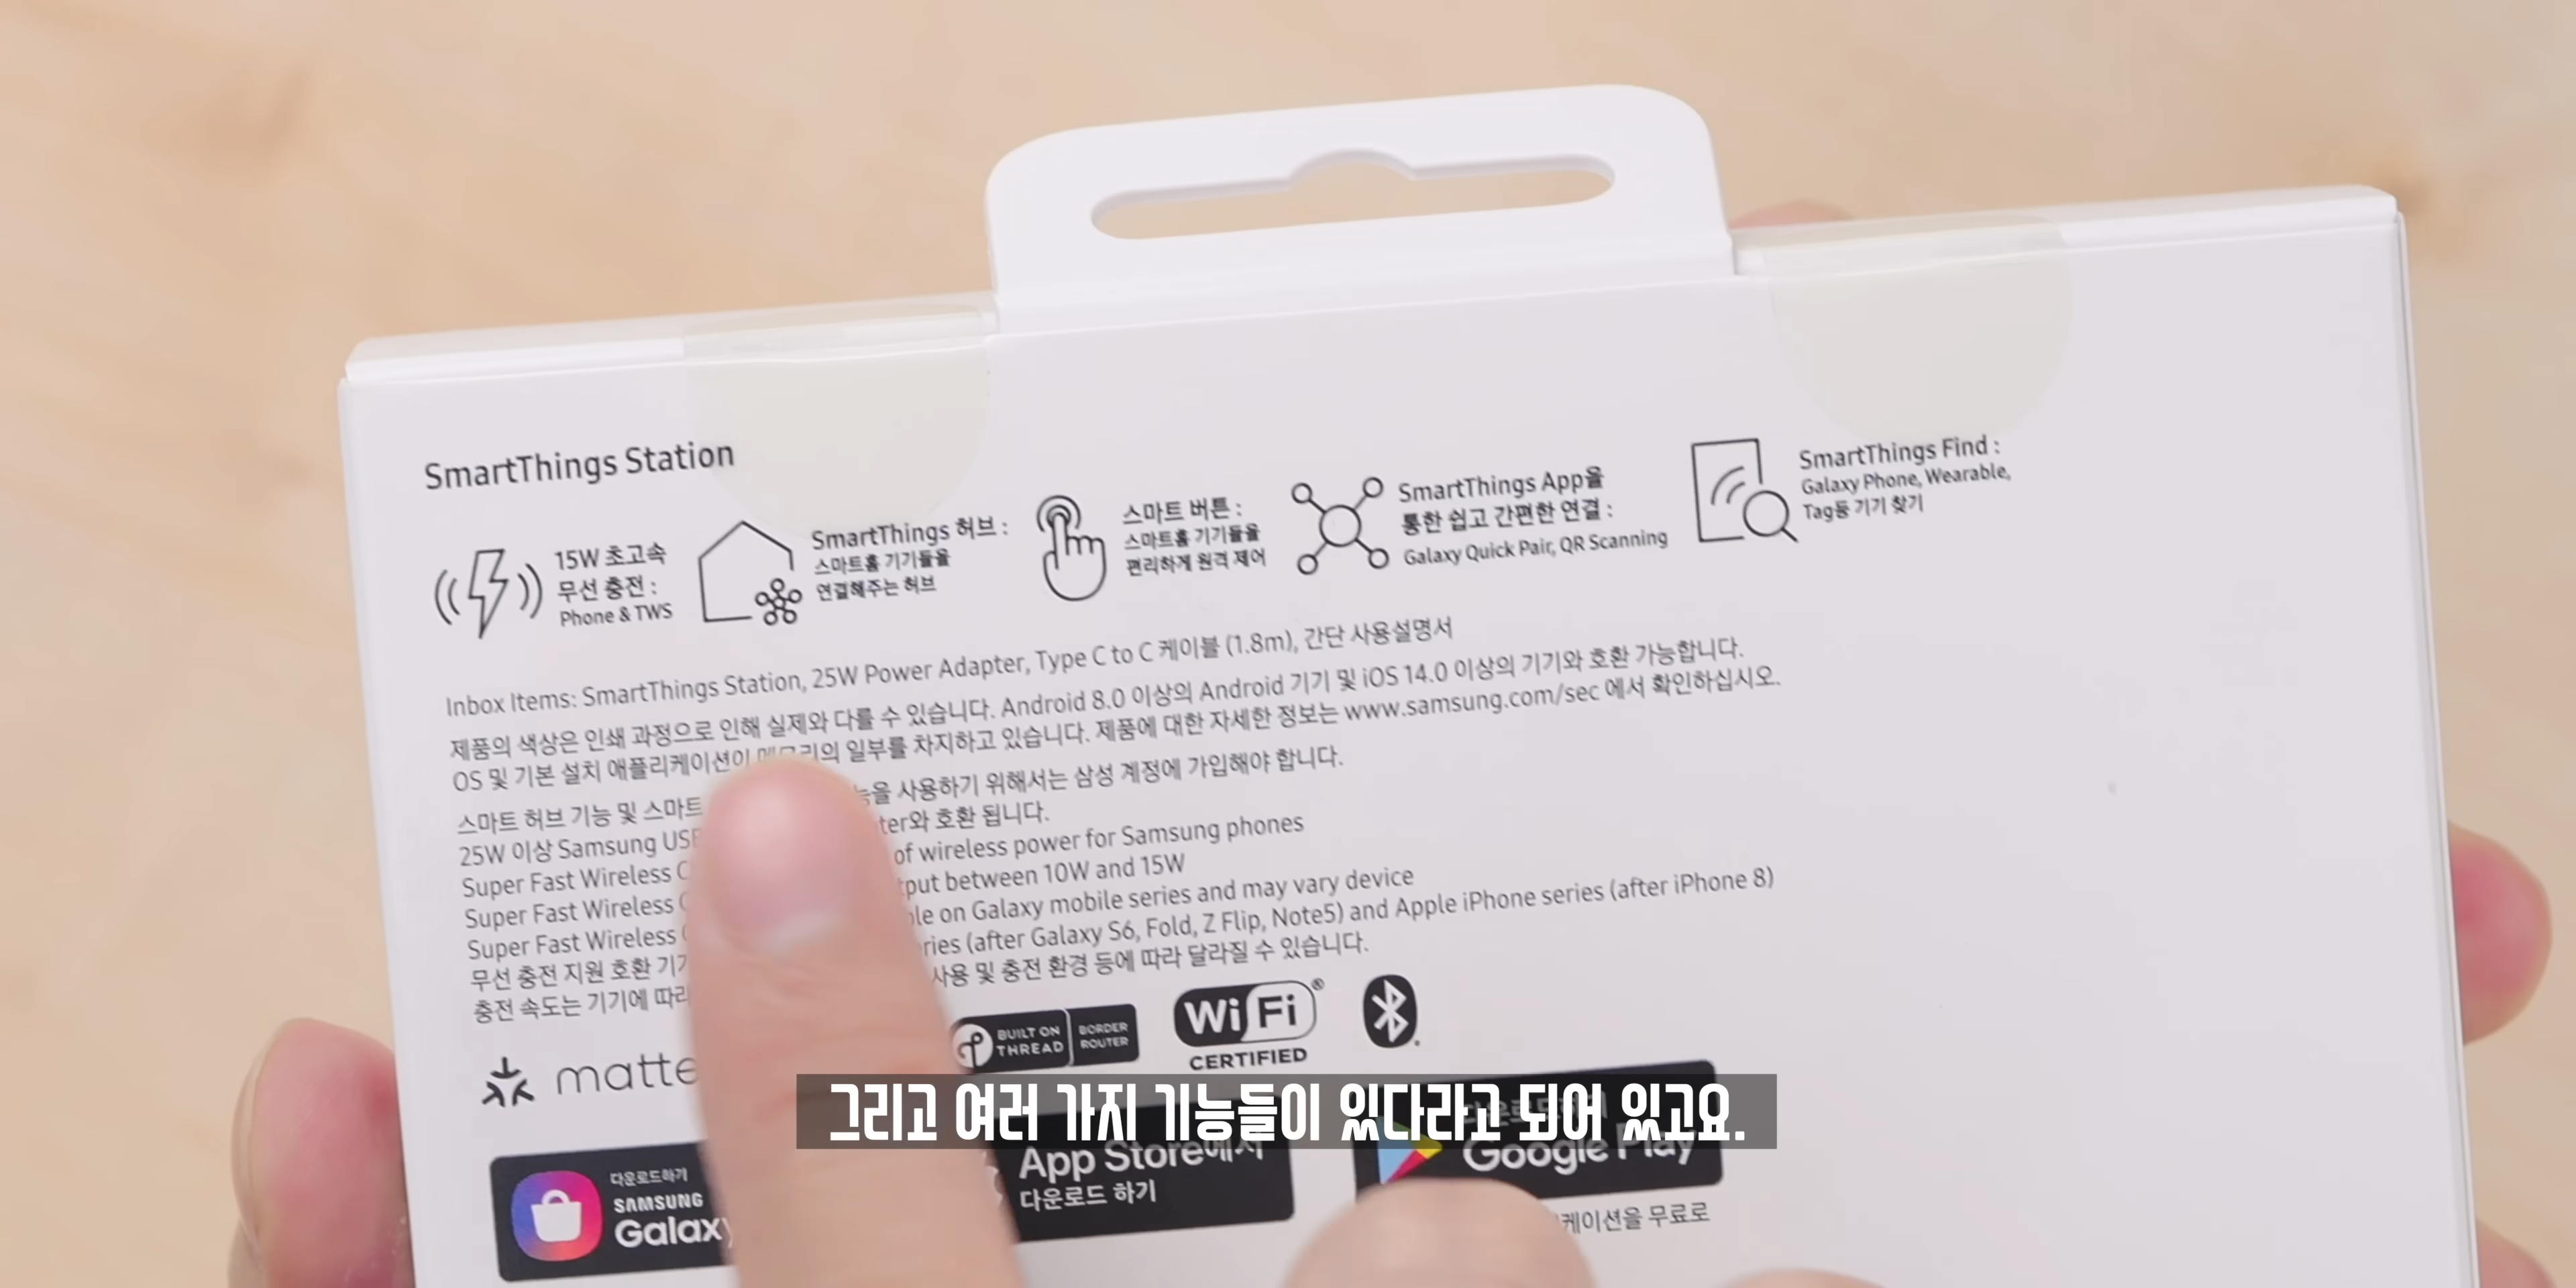 SmartThings Station
15W 초고속
무선 충전 :
Phone & TWS
SmartThings 허브 :
스마트홈 기기들을
연결해주는 허브
스마트 버튼 :
스마트홈 기기들을
편리하게 원격 제어
SmartThings App을
통한 쉽고 간편한 연결 :
Galaxy Quick Pair, QR Scanning
SmartThings Find :
Galaxy Phone, Wearable,
Tag등 기기 찾기
Inbox Items: SmartThings Station, 25W Power Adapter, Type C to C 케이블 (1.8m), 간단 사용설명서
제품의 색상은 인쇄 과정으로 인해 실제와 다를 수 있습니다. Android 8.0 이상의 Android 기기 및 iOS 14.0 이상의 기기와 호환 가능합니다.
OS 및 기본 설치 애플리케이션이 메모리의 일부를 차지하고 있습니다. 제품에 대한 자세한 정보는 www.samsung.com/sec 에서 확인하십시오.
스마트 허브 기능 및 스마트 사용하기 위해서는 삼성 계정에 가입해야 합니다.
25W 이상 Samsung 호환 됩니다.
Super Fast Wireless of wireless power for Samsung phones
Super Fast Wireless between 10W and 15W
Super Fast Wireless on Galaxy mobile series and may vary device
무선 충전 지원 호환 (after Galaxy S6, Fold, Z Flip, Note5) and Apple iPhone series (after iPhone 8)
충전 속도는 기기에 사용 및 충전 환경 등에 따라 달라질 수 있습니다.
BUILT ON
THREAD
BORDER
ROUTER
Wi Fi®
CERTIFIED
그리고 여러 가지 기능들이 있다라고 되어 있고요.
다운로드하기
SAMSUNG
Galaxy
App Store에서
다운로드 하기
Google Play
무료로